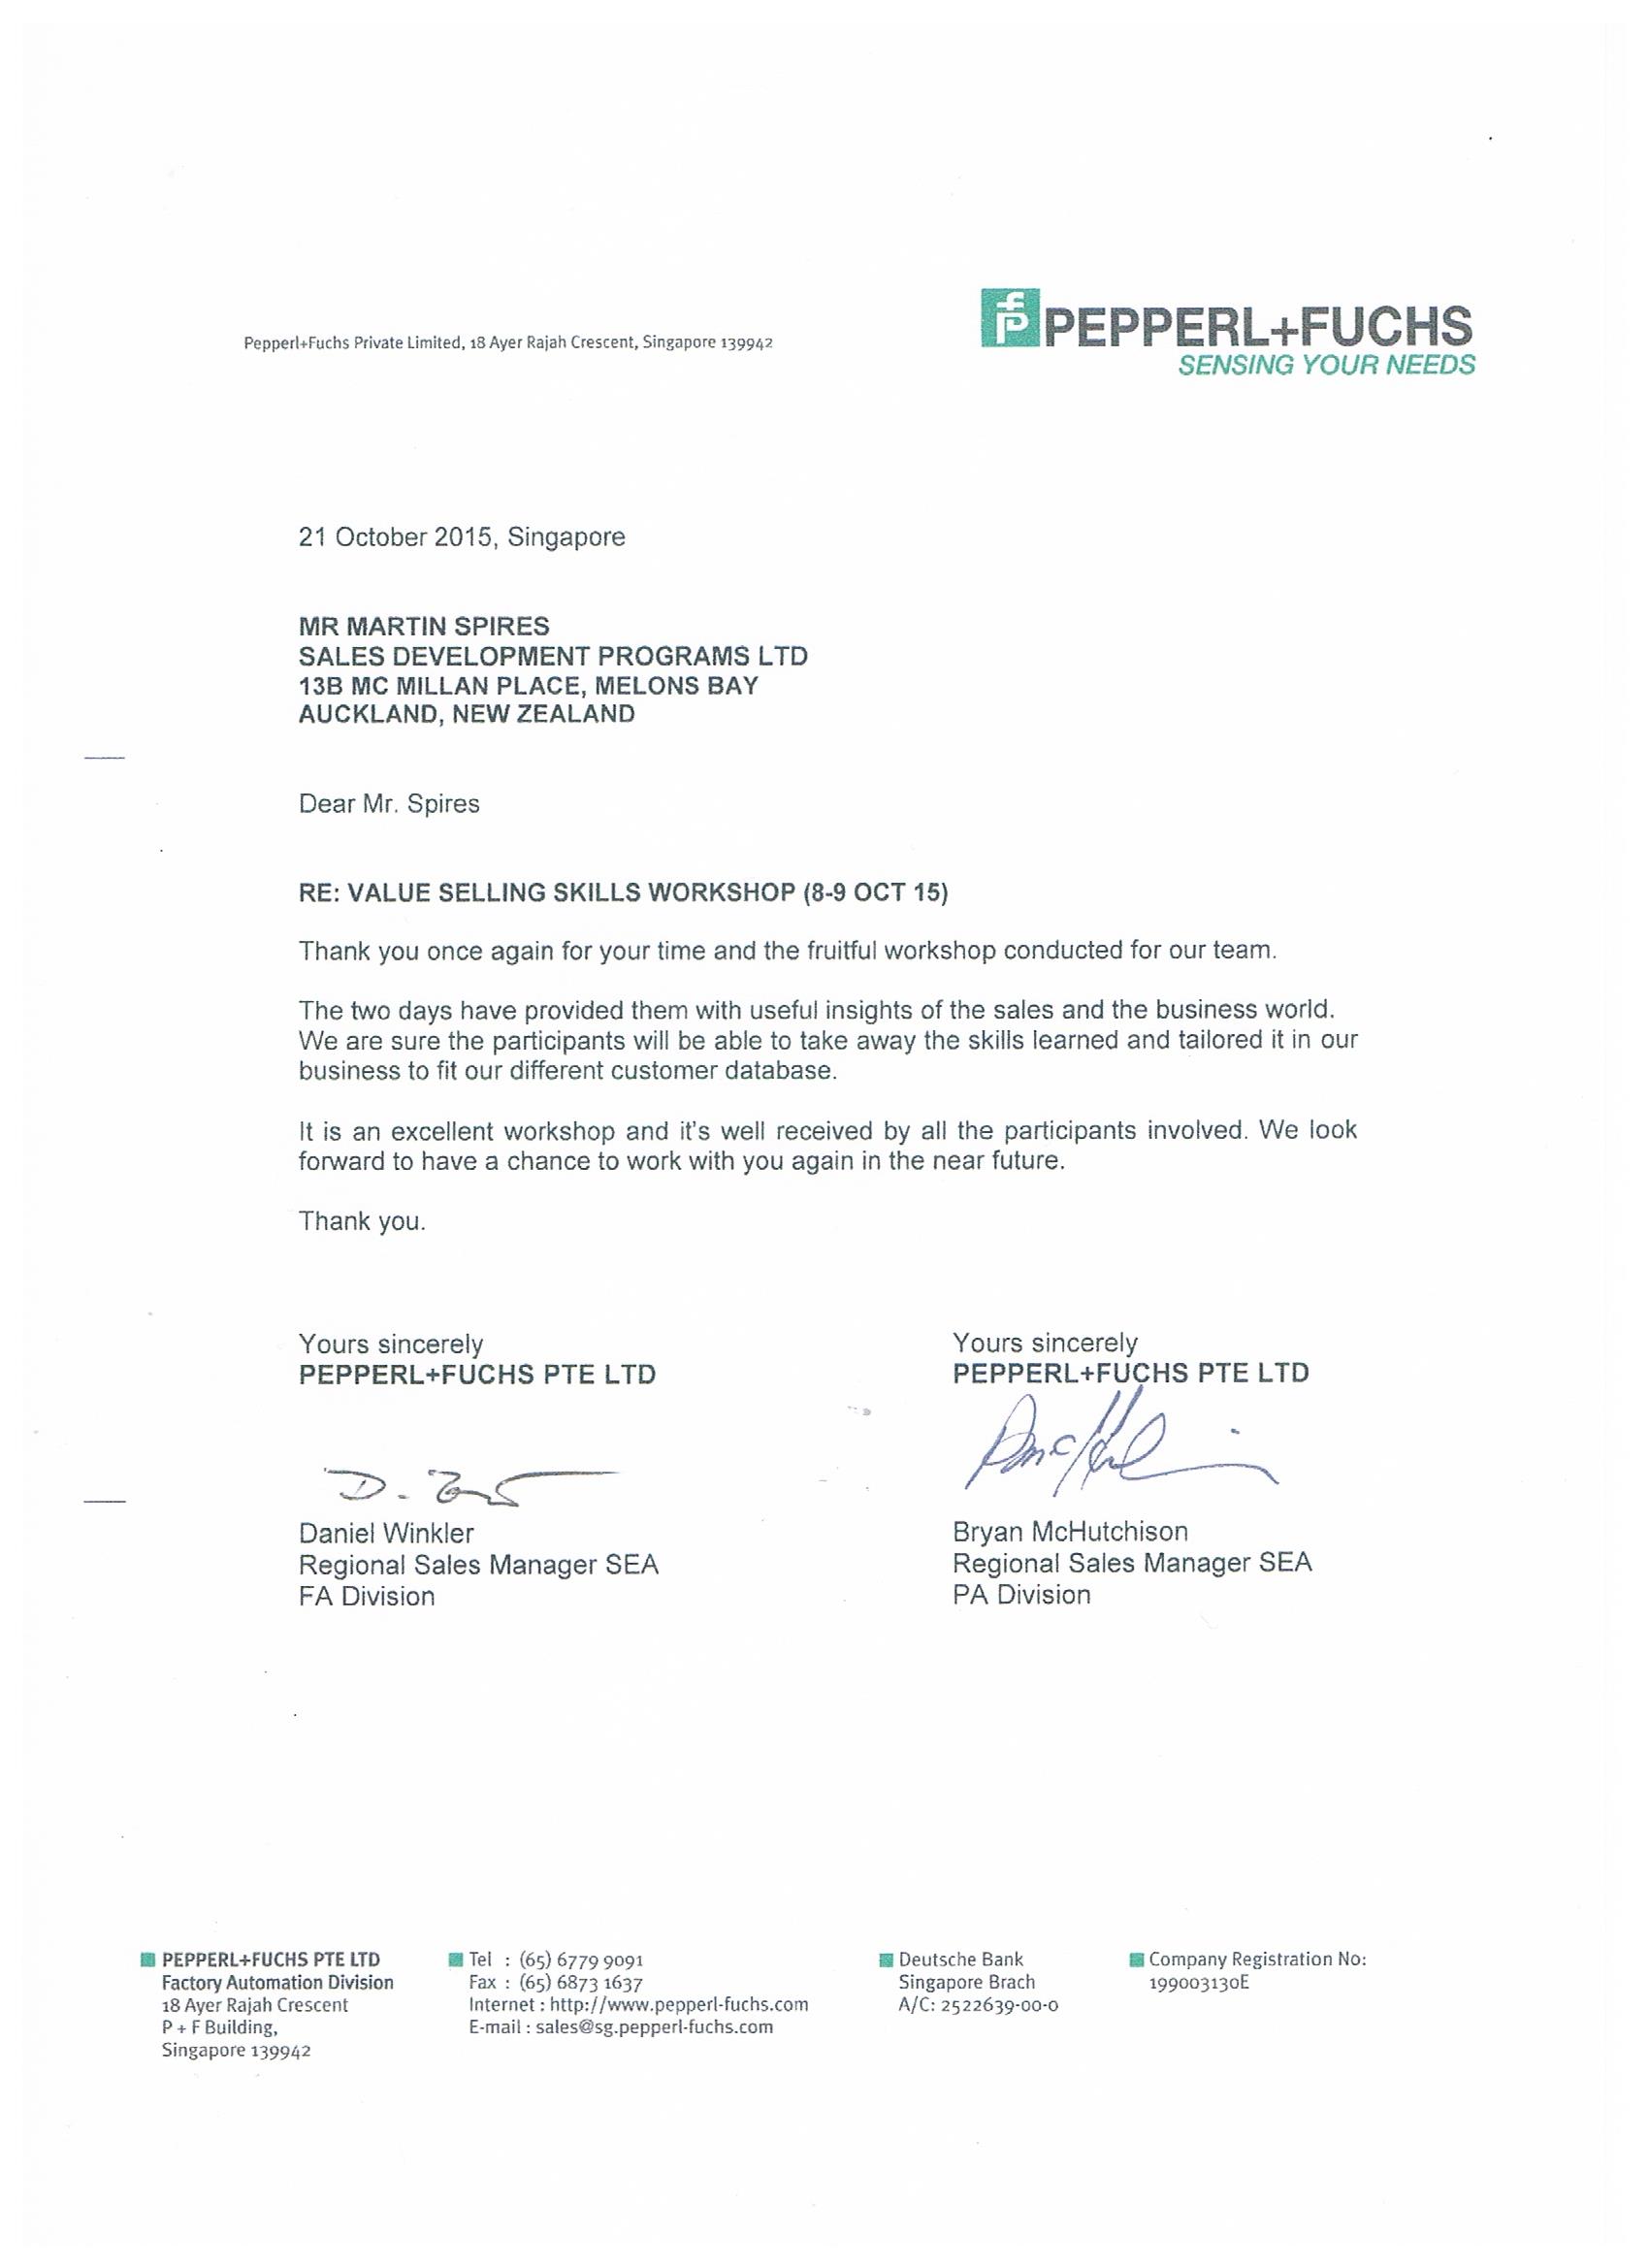 Pepperl+Fuchs Private Limited, 18 Ayer Rajah Crescent, Singapore 139942
PEPPERL+FUCHS
SENSING YOUR NEEDS
21 October 2015, Singapore
MR MARTIN SPIRES
SALES DEVELOPMENT PROGRAMS LTD
13B MC MILLAN PLACE, MELONS BAY
AUCKLAND, NEW ZEALAND
Dear Mr. Spires
RE: VALUE SELLING SKILLS WORKSHOP (8-9 OCT 15)
Thank you once again for your time and the fruitful workshop conducted for our team.
The two days have provided them with useful insights of the sales and the business world.
We are sure the participants will be able to take away the skills learned and tailored it in our
business to fit our different customer database.
It is an excellent workshop and it's well received by all the participants involved. We look
forward to have a chance to work with you again in the near future.
Thank you.
Yours sincerely
PEPPERL+FUCHS PTE LTD
Daniel Winkler
Regional Sales Manager SEA
FA Division
Yours sincerely
PEPPERL+FUCHS PTE LTD
Bryan McHutchison
Regional Sales Manager SEA
PA Division
PEPPERL+FUCHS PTE LTD
Factory Automation Division
18 Ayer Rajah Crescent
P + F Building,
Singapore 139942
Tel : (65) 6779 9091
Fax : (65) 6873 1637
Internet : http://www.pepperl-fuchs.com
E-mail : sales@sg.pepperl-fuchs.com
Deutsche Bank
Singapore Brach
A/C: 2522639-00-0
Company Registration No:
199003130E